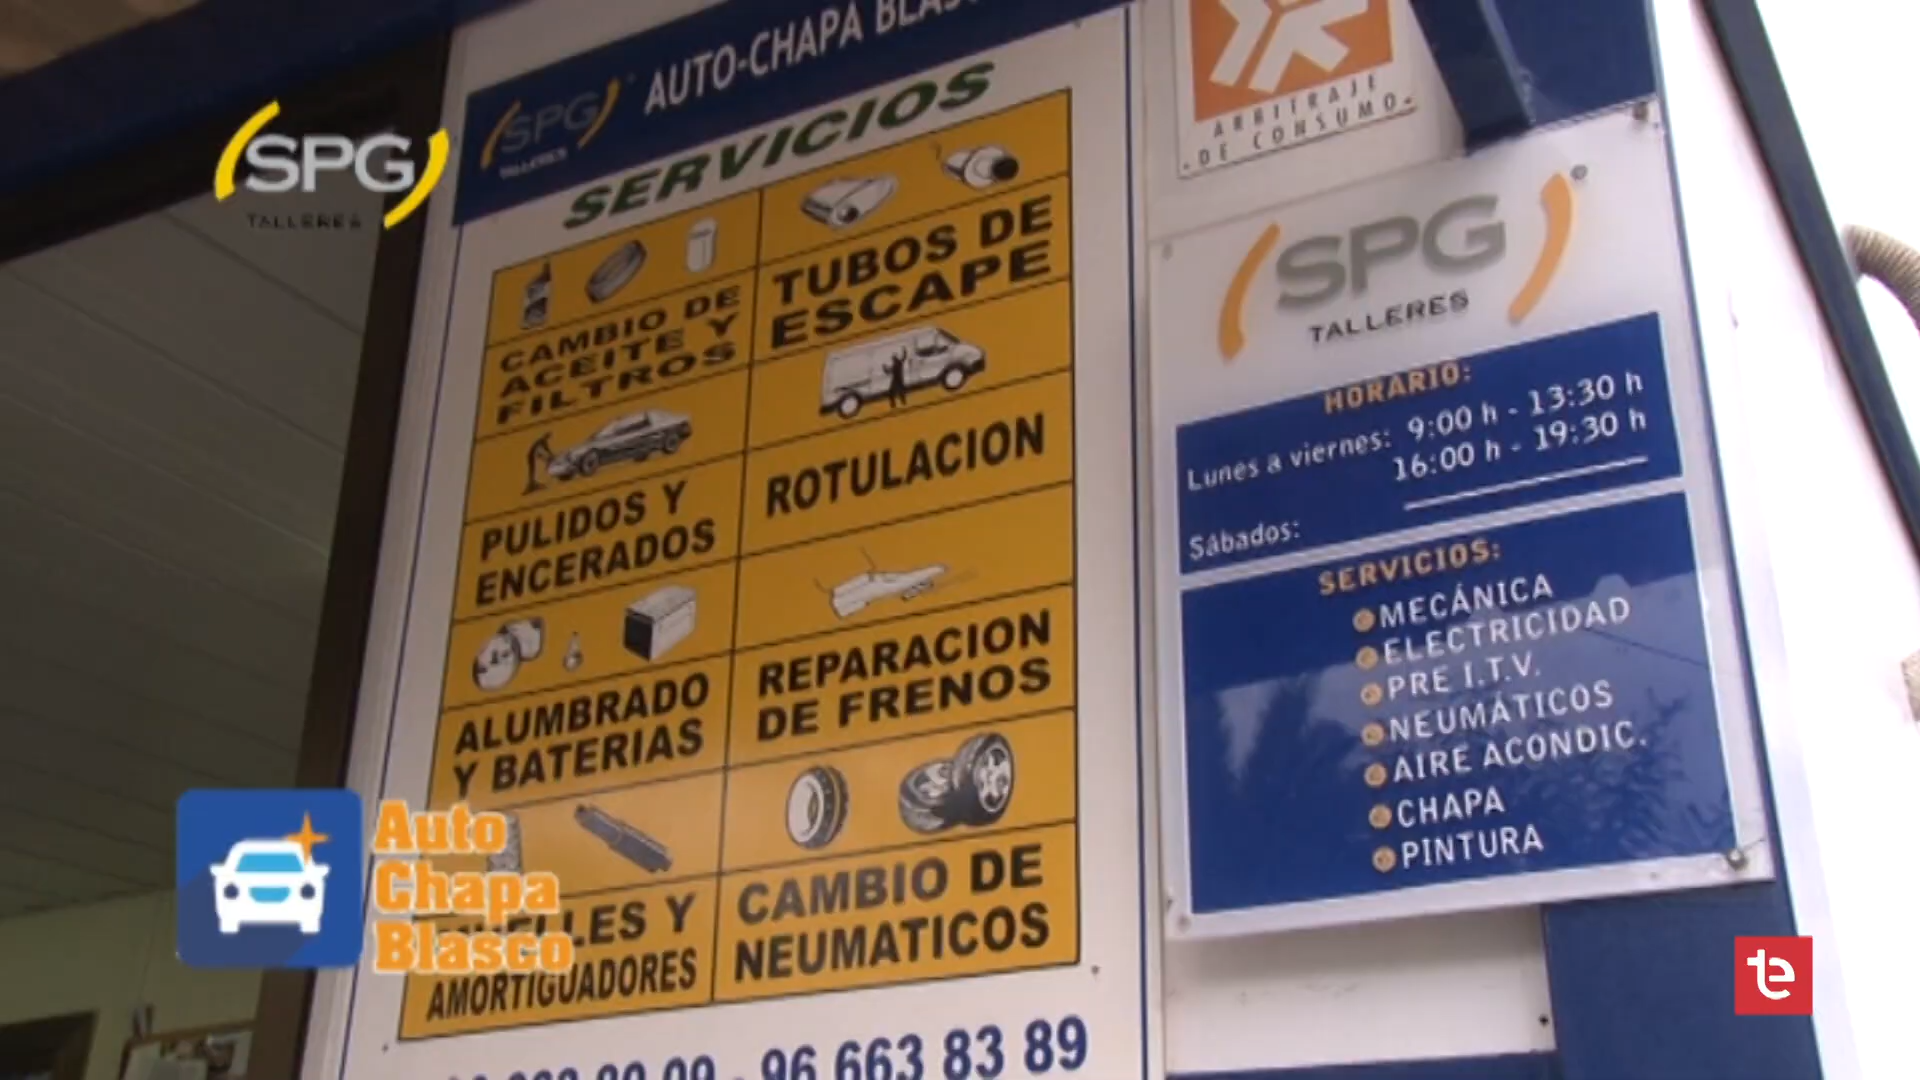 SPG
TALLERES
SPG
TALLERES
AUTO-CHAPA
SERVICIOS
CAMBIO DE
ACEITE Y
FILTROS
TUBOS DE
ESCAPE
PULIDOS Y
ENCERADOS
ROTULACION
ALUMBRADO
Y BATERIAS
REPARACION
DE FRENOS
Y
AMORTIGUADORES
CAMBIO DE
NEUMATICOS
96 663 83 89
ARBITRAJE
DE CONSUMO
SPG
TALLERES
HORARIO:
Lunes a viernes: 9:00 h - 13:30 h
16:00 h - 19:30 h
Sábados:
SERVICIOS:
MECÁNICA
ELECTRICIDAD
PRE I.T.V.
NEUMÁTICOS
AIRE ACONDIC.
CHAPA
PINTURA
Auto
Chapa
Blasco
te